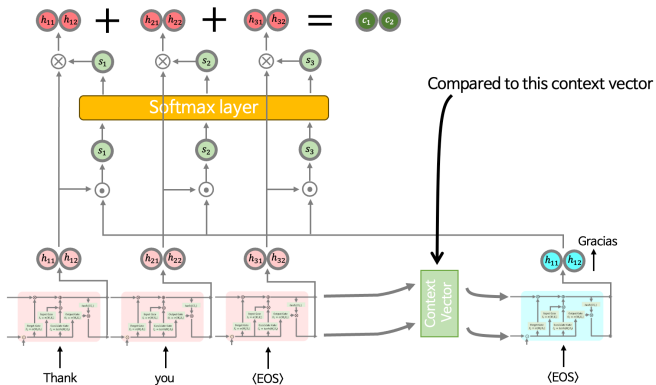 h₁₁ h₁₂ + h₂₁ h₂₂ + h₃₁ h₃₂ = c₁ c₂
s₁ s₂ s₃
Compared to this context vector
Softmax layer
s₁ s₂ s₃
h₁₁ h₁₂ h₂₁ h₂₂ h₃₁ h₃₂ h₁₁ h₁₂ Gracias
Context
Vector
Thank you ⟨EOS⟩ ⟨EOS⟩